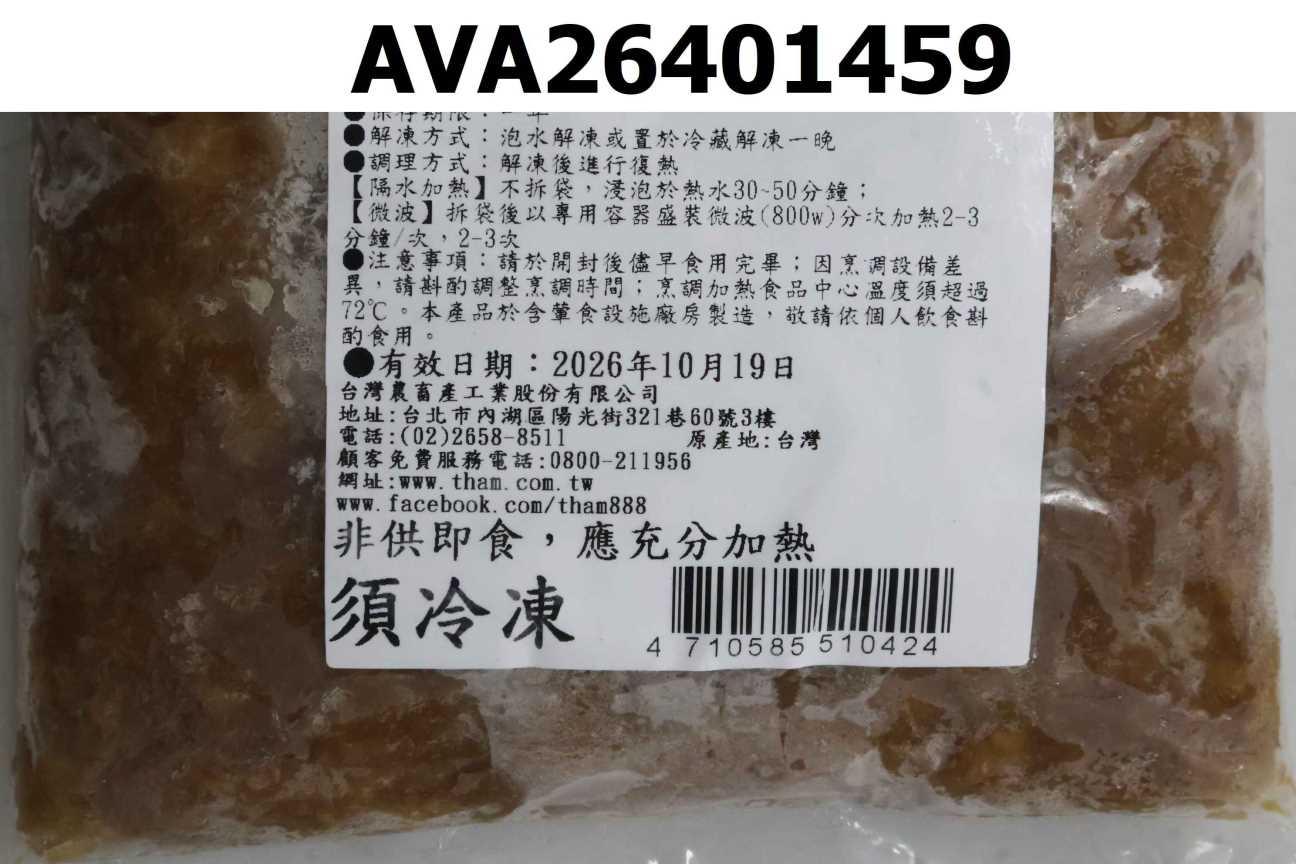 AVA26401459
●保存期限：一年
●解凍方式：泡水解凍或置於冷藏解凍一晚
●調理方式：解凍後進行復熱
【隔水加熱】不拆袋，浸泡於熱水30~50分鐘；
【微波】拆袋後以專用容器盛裝微波(800w)分次加熱2-3
分鐘/次，2-3次
●注意事項：請於開封後儘早食用完畢；因烹調設備差
異，請斟酌調整烹調時間；烹調加熱食品中心溫度須超過
72℃。本產品於含葷食設施廠房製造，敬請依個人飲食斟
酌食用。
●有效日期：2026年10月19日
台灣農畜產工業股份有限公司
地址:台北市內湖區陽光街321巷60號3樓
電話:(02)2658-8511 原產地:台灣
顧客免費服務電話:0800-211956
網址:www.tham.com.tw
www.facebook.com/tham888
非供即食，應充分加熱
須冷凍
4 710585 510424